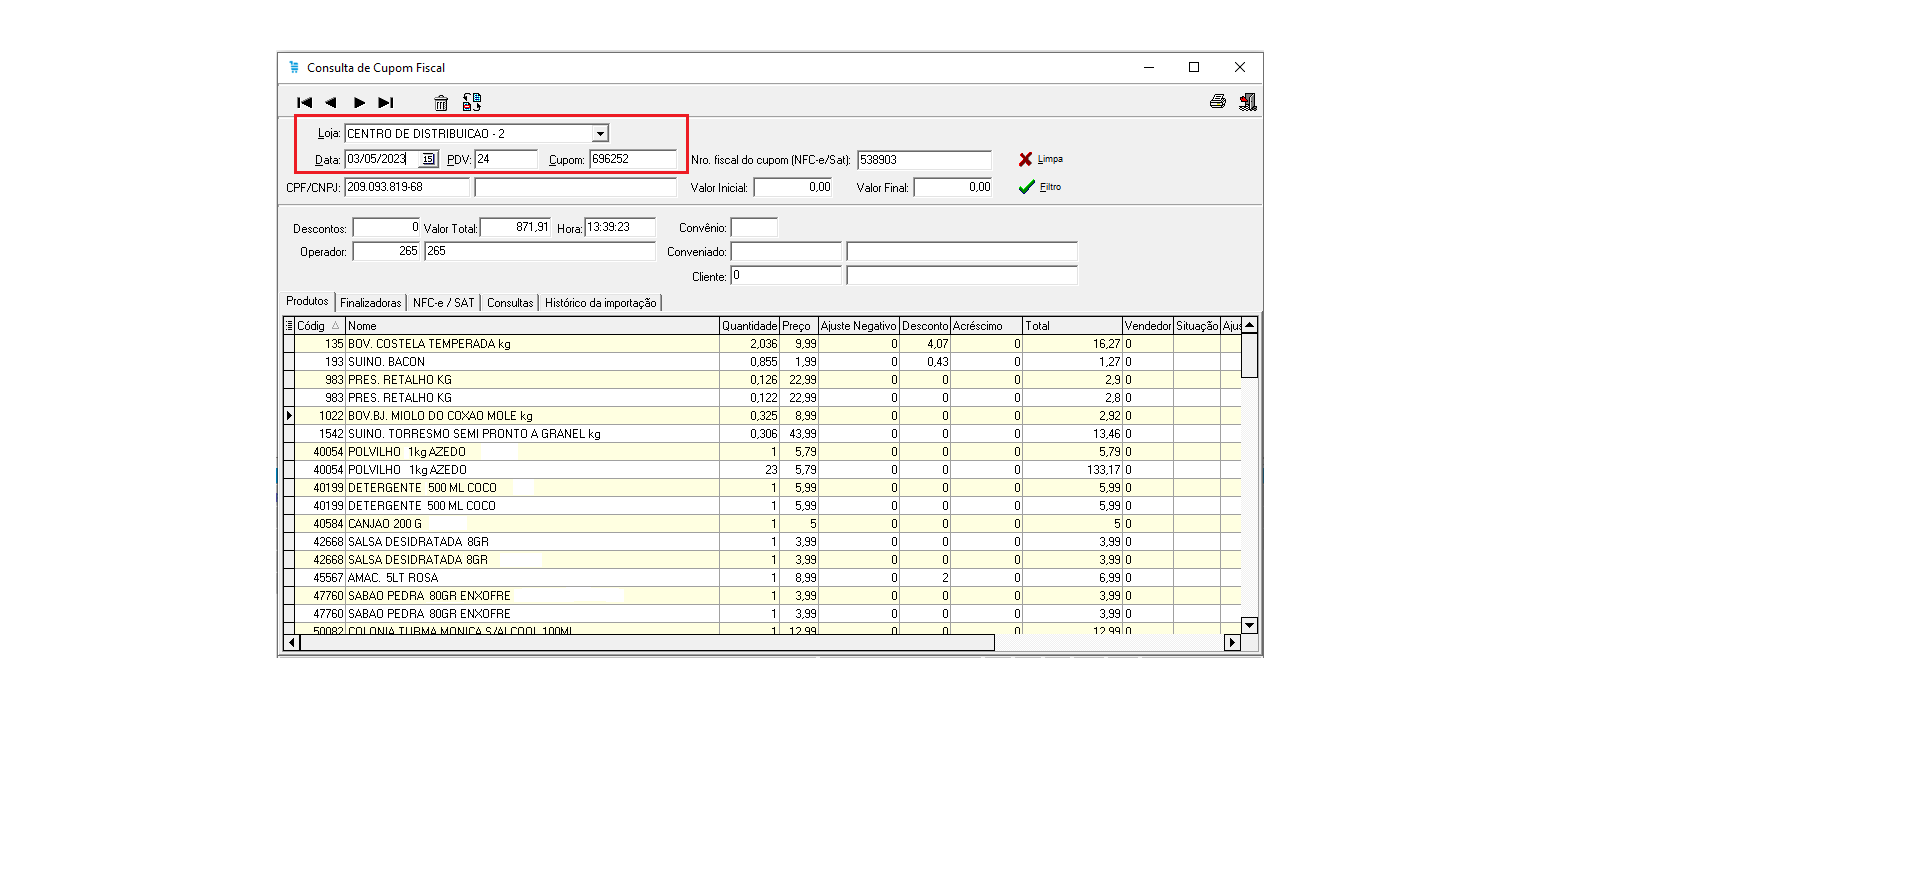 Consulta de Cupom Fiscal
Loja: CENTRO DE DISTRIBUICAO - 2
Data: 03/05/2023 15 PDV: 24 Cupom: 696252 Nro. fiscal do cupom (NFC-e/Sat): 538903 Limpa
CPF/CNPJ: 209.093.819-68 Valor Inicial: 0,00 Valor Final: 0,00 Filtro
Descontos: 0 Valor Total: 871,91 Hora: 13:39:23 Convênio:
Operador: 265 265 Conveniado:
Cliente: 0
Produtos Finalizadoras NFC-e / SAT Consultas Histórico da importação
Códig Nome Quantidade Preço Ajuste Negativo Desconto Acréscimo Total Vendedor Situação Ajus
135 BOV. COSTELA TEMPERADA kg 2,036 9,99 0 4,07 0 16,27 0
193 SUINO. BACON 0,855 1,99 0 0,43 0 1,27 0
983 PRES. RETALHO KG 0,126 22,99 0 0 0 2,9 0
983 PRES. RETALHO KG 0,122 22,99 0 0 0 2,8 0
1022 BOV.BJ. MIOLO DO COXAO MOLE kg 0,325 8,99 0 0 0 2,92 0
1542 SUINO. TORRESMO SEMI PRONTO A GRANEL kg 0,306 43,99 0 0 0 13,46 0
40054 POLVILHO 1kg AZEDO 1 5,79 0 0 0 5,79 0
40054 POLVILHO 1kg AZEDO 23 5,79 0 0 0 133,17 0
40199 DETERGENTE 500 ML COCO 1 5,99 0 0 0 5,99 0
40199 DETERGENTE 500 ML COCO 1 5,99 0 0 0 5,99 0
40584 CANJAO 200 G 1 5 0 0 0 5 0
42668 SALSA DESIDRATADA 8GR 1 3,99 0 0 0 3,99 0
42668 SALSA DESIDRATADA 8GR 1 3,99 0 0 0 3,99 0
45567 AMAC. 5LT ROSA 1 8,99 0 2 0 6,99 0
47760 SABAO PEDRA 80GR ENXOFRE 1 3,99 0 0 0 3,99 0
47760 SABAO PEDRA 80GR ENXOFRE 1 3,99 0 0 0 3,99 0
50082 COLONIA TURMA MONICA S/ALCOOL 100ML 1 12,99 0 0 0 12,99 0